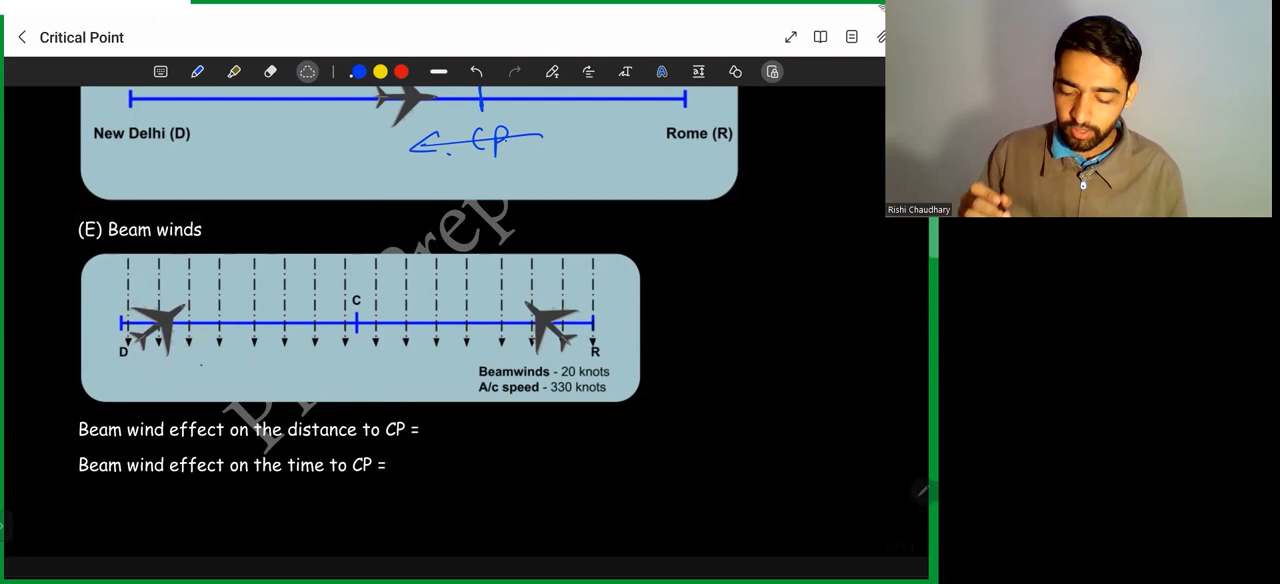 Critical Point
New Delhi (D)
CP
Rome (R)
Prep
(E) Beam winds
C
D
R
Beamwinds - 20 knots
A/c speed - 330 knots
Beam wind effect on the distance to CP =
Beam wind effect on the time to CP =
Rishi Chaudhary